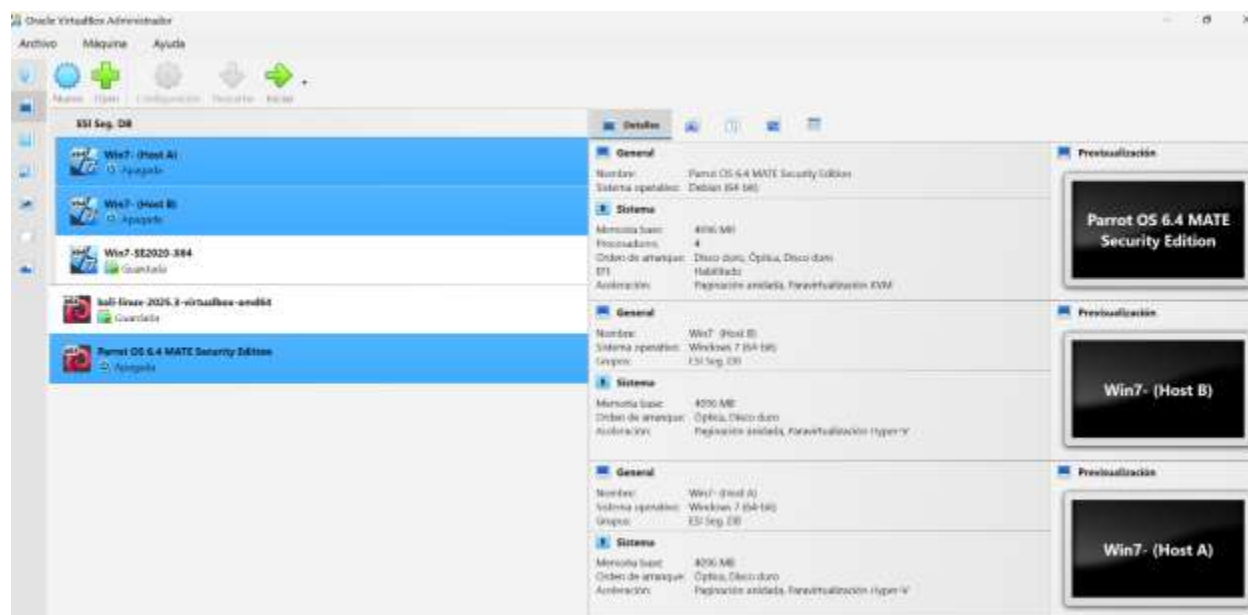 Oracle VirtualBox Administrador
Archivo Máquina Ayuda
Nueva Open Configuración Descartar Iniciar
ESI Seg. DB
Win7- (Host A)
Apagada
Win7- (Host B)
Apagada
Win7-SE2020-X64
Guardada
kali-linux-2025.3-virtualbox-amd64
Guardada
Parrot OS 6.4 MATE Security Edition
Apagada
Detalles
General
Nombre: Parrot OS 6.4 MATE Security Edition
Sistema operativo: Debian (64-bit)
Sistema
Memoria base: 4096 MB
Procesadores: 4
Orden de arranque: Disco duro, Óptica, Disco duro
EFI: Habilitado
Aceleración: Paginación anidada, Paravirtualización KVM
Previsualización
Parrot OS 6.4 MATE
Security Edition
General
Nombre: Win7- (Host B)
Sistema operativo: Windows 7 (64-bit)
Grupos: ESI Seg. DB
Sistema
Memoria base: 4096 MB
Orden de arranque: Óptica, Disco duro
Aceleración: Paginación anidada, Paravirtualización Hyper-V
Previsualización
Win7- (Host B)
General
Nombre: Win7- (Host A)
Sistema operativo: Windows 7 (64-bit)
Grupos: ESI Seg. DB
Sistema
Memoria base: 4096 MB
Orden de arranque: Óptica, Disco duro
Aceleración: Paginación anidada, Paravirtualización Hyper-V
Previsualización
Win7- (Host A)